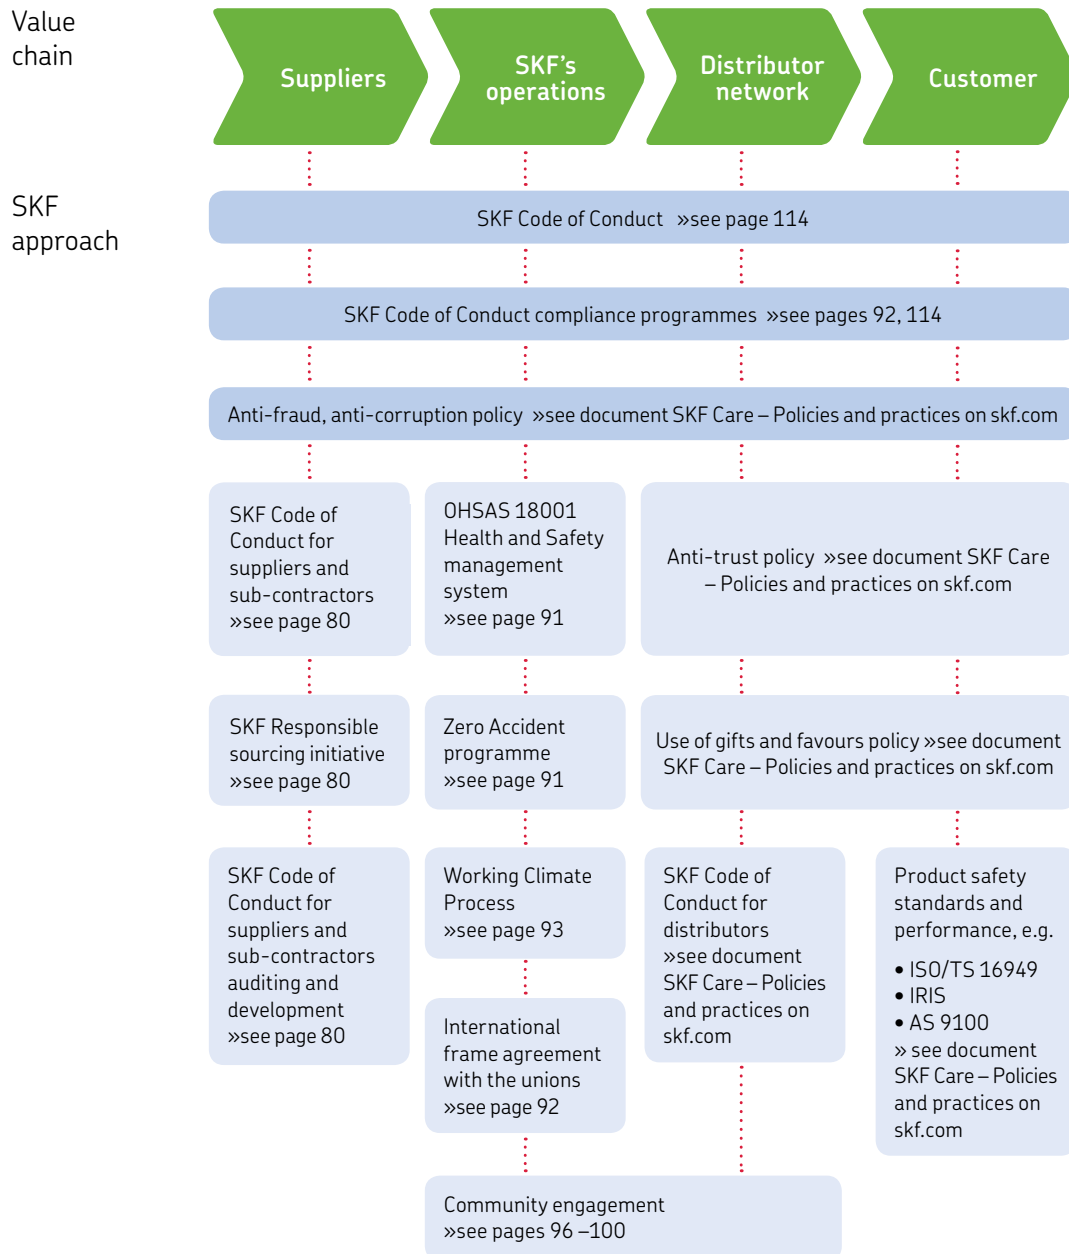 Value
chain
Suppliers
SKF's
operations
Distributor
network
Customer
SKF
approach
SKF Code of Conduct »see page 114
SKF Code of Conduct compliance programmes »see pages 92, 114
Anti-fraud, anti-corruption policy »see document SKF Care – Policies and practices on skf.com
SKF Code of
Conduct for
suppliers and
sub-contractors
»see page 80
OHSAS 18001
Health and Safety
management
system
»see page 91
Anti-trust policy »see document SKF Care
– Policies and practices on skf.com
SKF Responsible
sourcing initiative
»see page 80
Zero Accident
programme
»see page 91
Use of gifts and favours policy »see document
SKF Care – Policies and practices on skf.com
SKF Code of
Conduct for
suppliers and
sub-contractors
auditing and
development
»see page 80
Working Climate
Process
»see page 93
International
frame agreement
with the unions
»see page 92
SKF Code of
Conduct for
distributors
»see document
SKF Care – Policies
and practices on
skf.com
Product safety
standards and
performance, e.g.
• ISO/TS 16949
• IRIS
• AS 9100
» see document
SKF Care – Policies
and practices on
skf.com
Community engagement
»see pages 96 –100